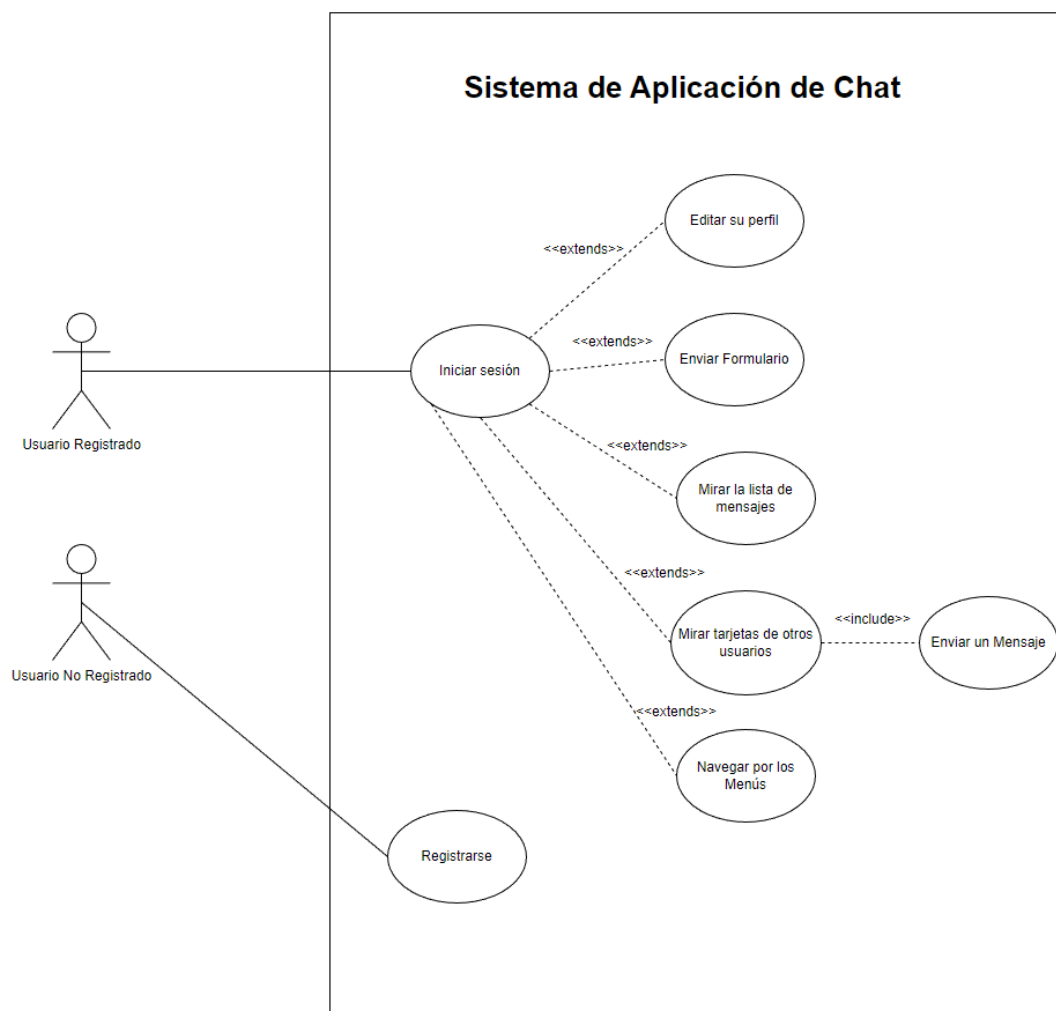 Sistema de Aplicación de Chat
Editar su perfil
<<extends>>
<<extends>>
Enviar Formulario
Iniciar sesión
Usuario Registrado
<<extends>>
Mirar la lista de
mensajes
<<extends>>
<<include>>
Mirar tarjetas de otros
usuarios
Enviar un Mensaje
Usuario No Registrado
<<extends>>
Navegar por los
Menús
Registrarse